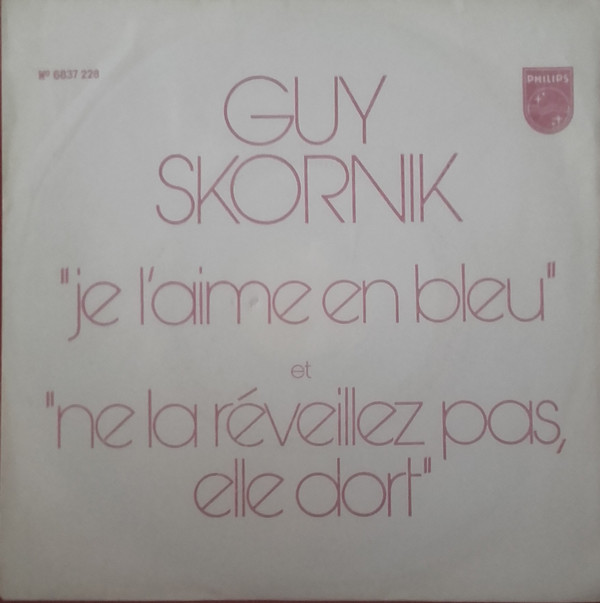 Nº 6837 228
PHILIPS
GUY
SKORNIK
"je l'aime en bleu"
et
"ne la réveillez pas,
elle dort"